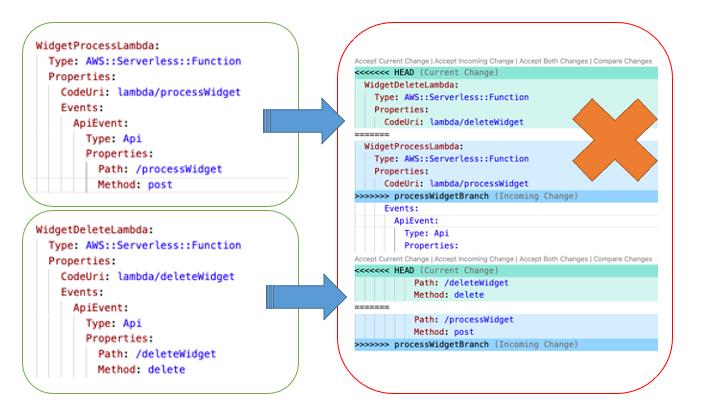 WidgetProcessLambda:
Type: AWS::Serverless::Function
Properties:
CodeUri: lambda/processWidget
Events:
ApiEvent:
Type: Api
Properties:
Path: /processWidget
Method: post
WidgetDeleteLambda:
Type: AWS::Serverless::Function
Properties:
CodeUri: lambda/deleteWidget
Events:
ApiEvent:
Type: Api
Properties:
Path: /deleteWidget
Method: delete
Accept Current Change | Accept Incoming Change | Accept Both Changes | Compare Changes
<<<<<<< HEAD (Current Change)
WidgetDeleteLambda:
Type: AWS::Serverless::Function
Properties:
CodeUri: lambda/deleteWidget
=======
WidgetProcessLambda:
Type: AWS::Serverless::Function
Properties:
CodeUri: lambda/processWidget
>>>>>>> processWidgetBranch (Incoming Change)
Events:
ApiEvent:
Type: Api
Properties:
Accept Current Change | Accept Incoming Change | Accept Both Changes | Compare Changes
<<<<<<< HEAD (Current Change)
Path: /deleteWidget
Method: delete
=======
Path: /processWidget
Method: post
>>>>>>> processWidgetBranch (Incoming Change)